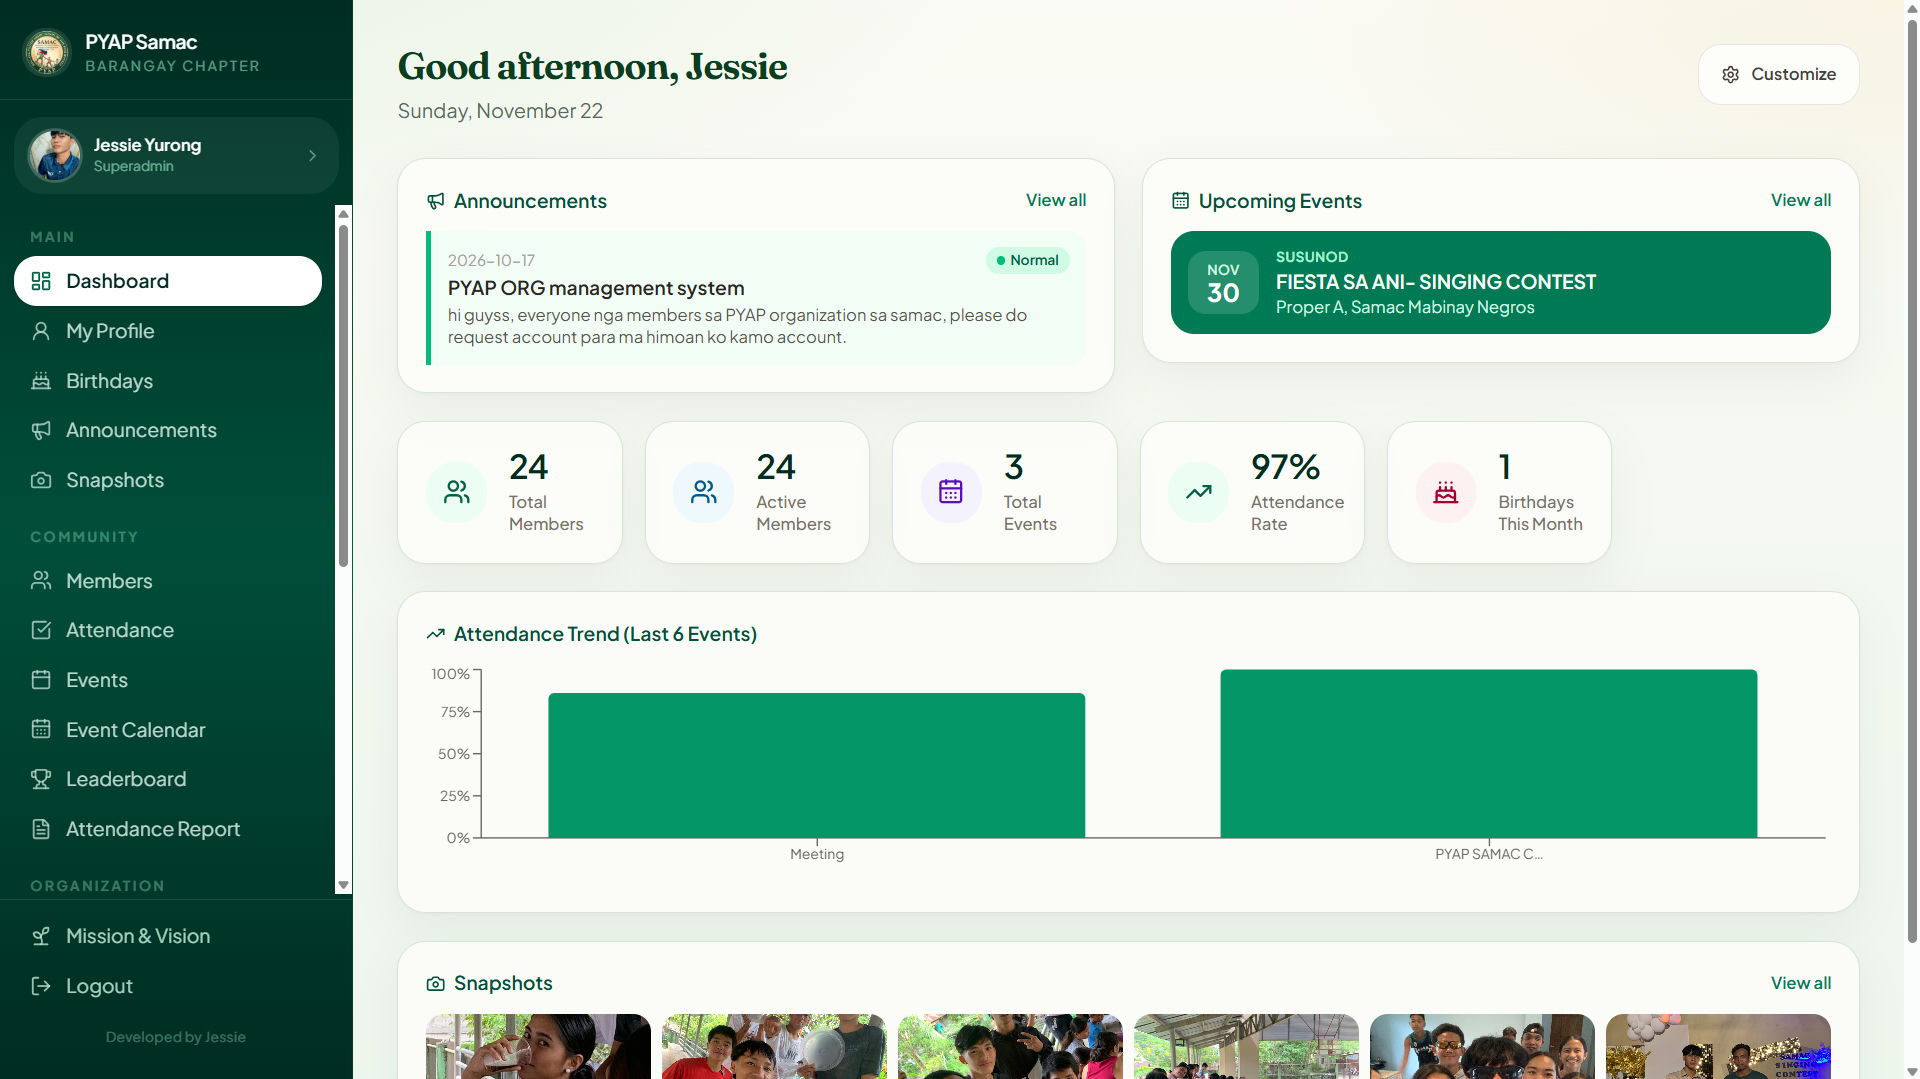 PYAP Samac
BARANGAY CHAPTER
Jessie Yurong
Superadmin
MAIN
Dashboard
My Profile
Birthdays
Announcements
Snapshots
COMMUNITY
Members
Attendance
Events
Event Calendar
Leaderboard
Attendance Report
ORGANIZATION
Mission & Vision
Logout
Developed by Jessie
Good afternoon, Jessie
Sunday, November 22
Customize
Announcements
View all
2026-10-17
Normal
PYAP ORG management system
hi guyss, everyone nga members sa PYAP organization sa samac, please do
request account para ma himoan ko kamo account.
Upcoming Events
View all
NOV
30
SUSUNOD
FIESTA SA ANI- SINGING CONTEST
Proper A, Samac Mabinay Negros
24
Total
Members
24
Active
Members
3
Total
Events
97%
Attendance
Rate
1
Birthdays
This Month
Attendance Trend (Last 6 Events)
100%
75%
50%
25%
0%
Meeting
PYAP SAMAC C...
Snapshots
View all
SINGING
CONTEST